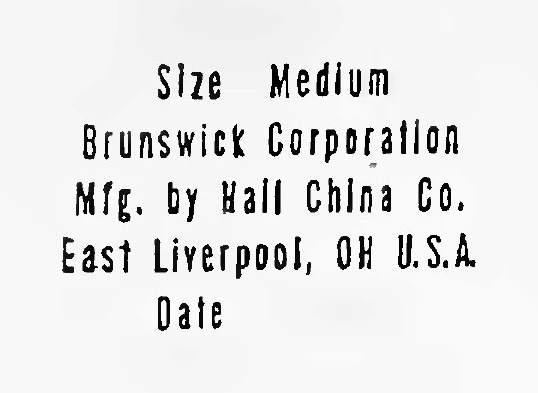 Size Medium
Brunswick Corporation
Mfg. by Hall China Co.
East Liverpool, OH U.S.A.
Date